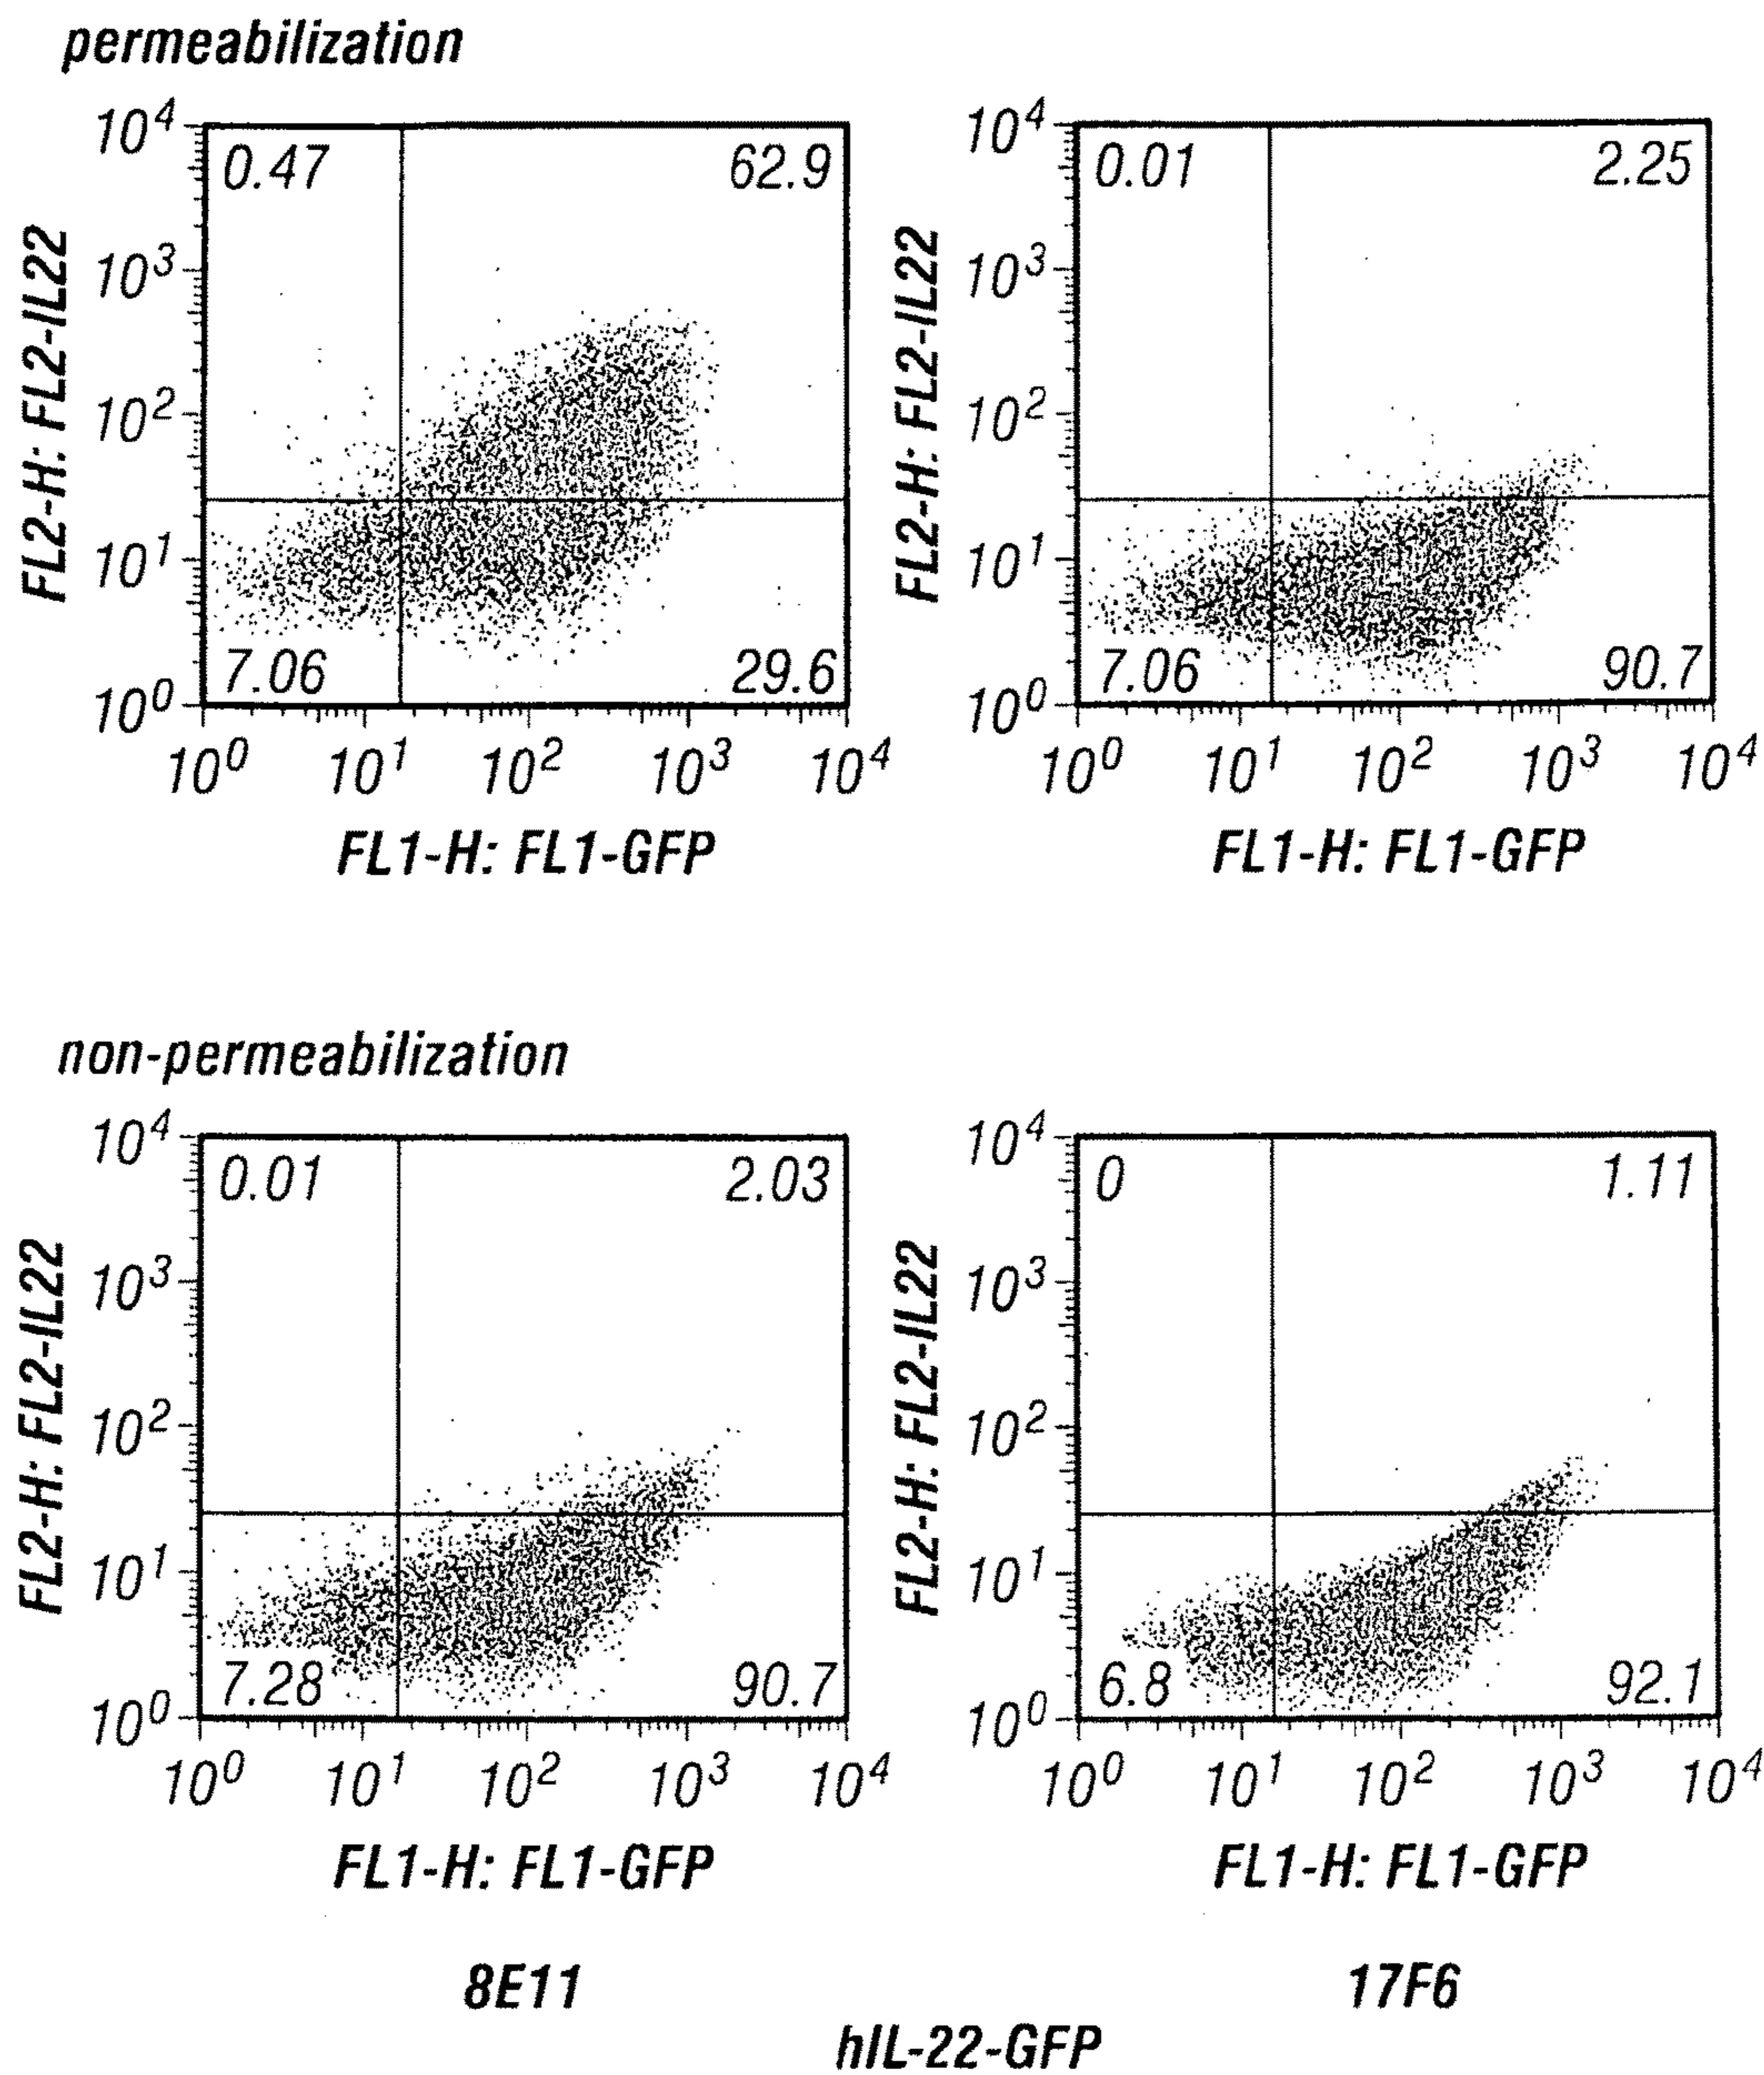 permeabilization
10^4 0.47 62.9 10^4 0.01 2.25
10^3 10^3
FL2-H: FL2-IL22 FL2-H: FL2-IL22
10^2 10^2
10^1 10^1
7.06 29.6 7.06 90.7
10^0 10^0
10^0 10^1 10^2 10^3 10^4 10^0 10^1 10^2 10^3 10^4
FL1-H: FL1-GFP FL1-H: FL1-GFP
non-permeabilization
10^4 0.01 2.03 10^4 0 1.11
10^3 10^3
FL2-H: FL2-IL22 FL2-H: FL2-IL22
10^2 10^2
10^1 10^1
7.28 90.7 6.8 92.1
10^0 10^0
10^0 10^1 10^2 10^3 10^4 10^0 10^1 10^2 10^3 10^4
FL1-H: FL1-GFP FL1-H: FL1-GFP
8E11 17F6
hIL-22-GFP